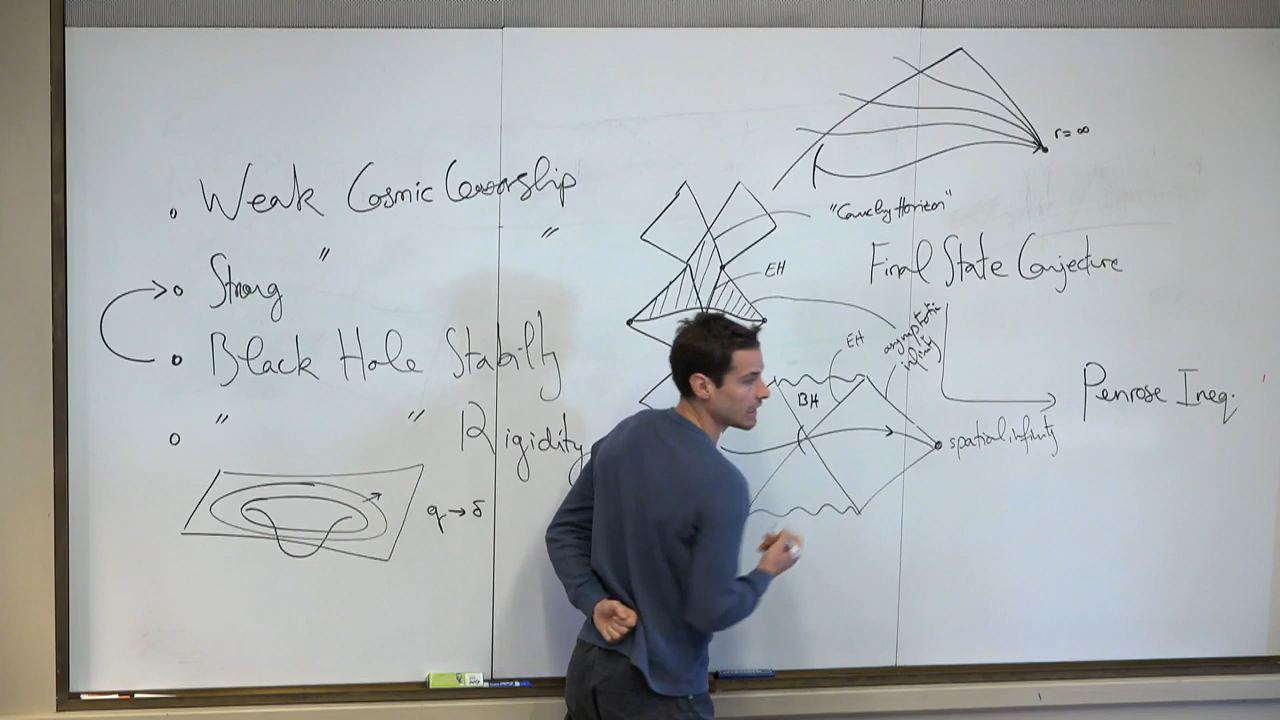 Weak Cosmic Censorship
Strong " "
Black Hole Stability
" " Rigidity
q → δ
r = ∞
"Cauchy Horizon"
EH
Final State Conjecture
asymptotic
infinity
EH
BH
spatial infinity
Penrose Ineq.